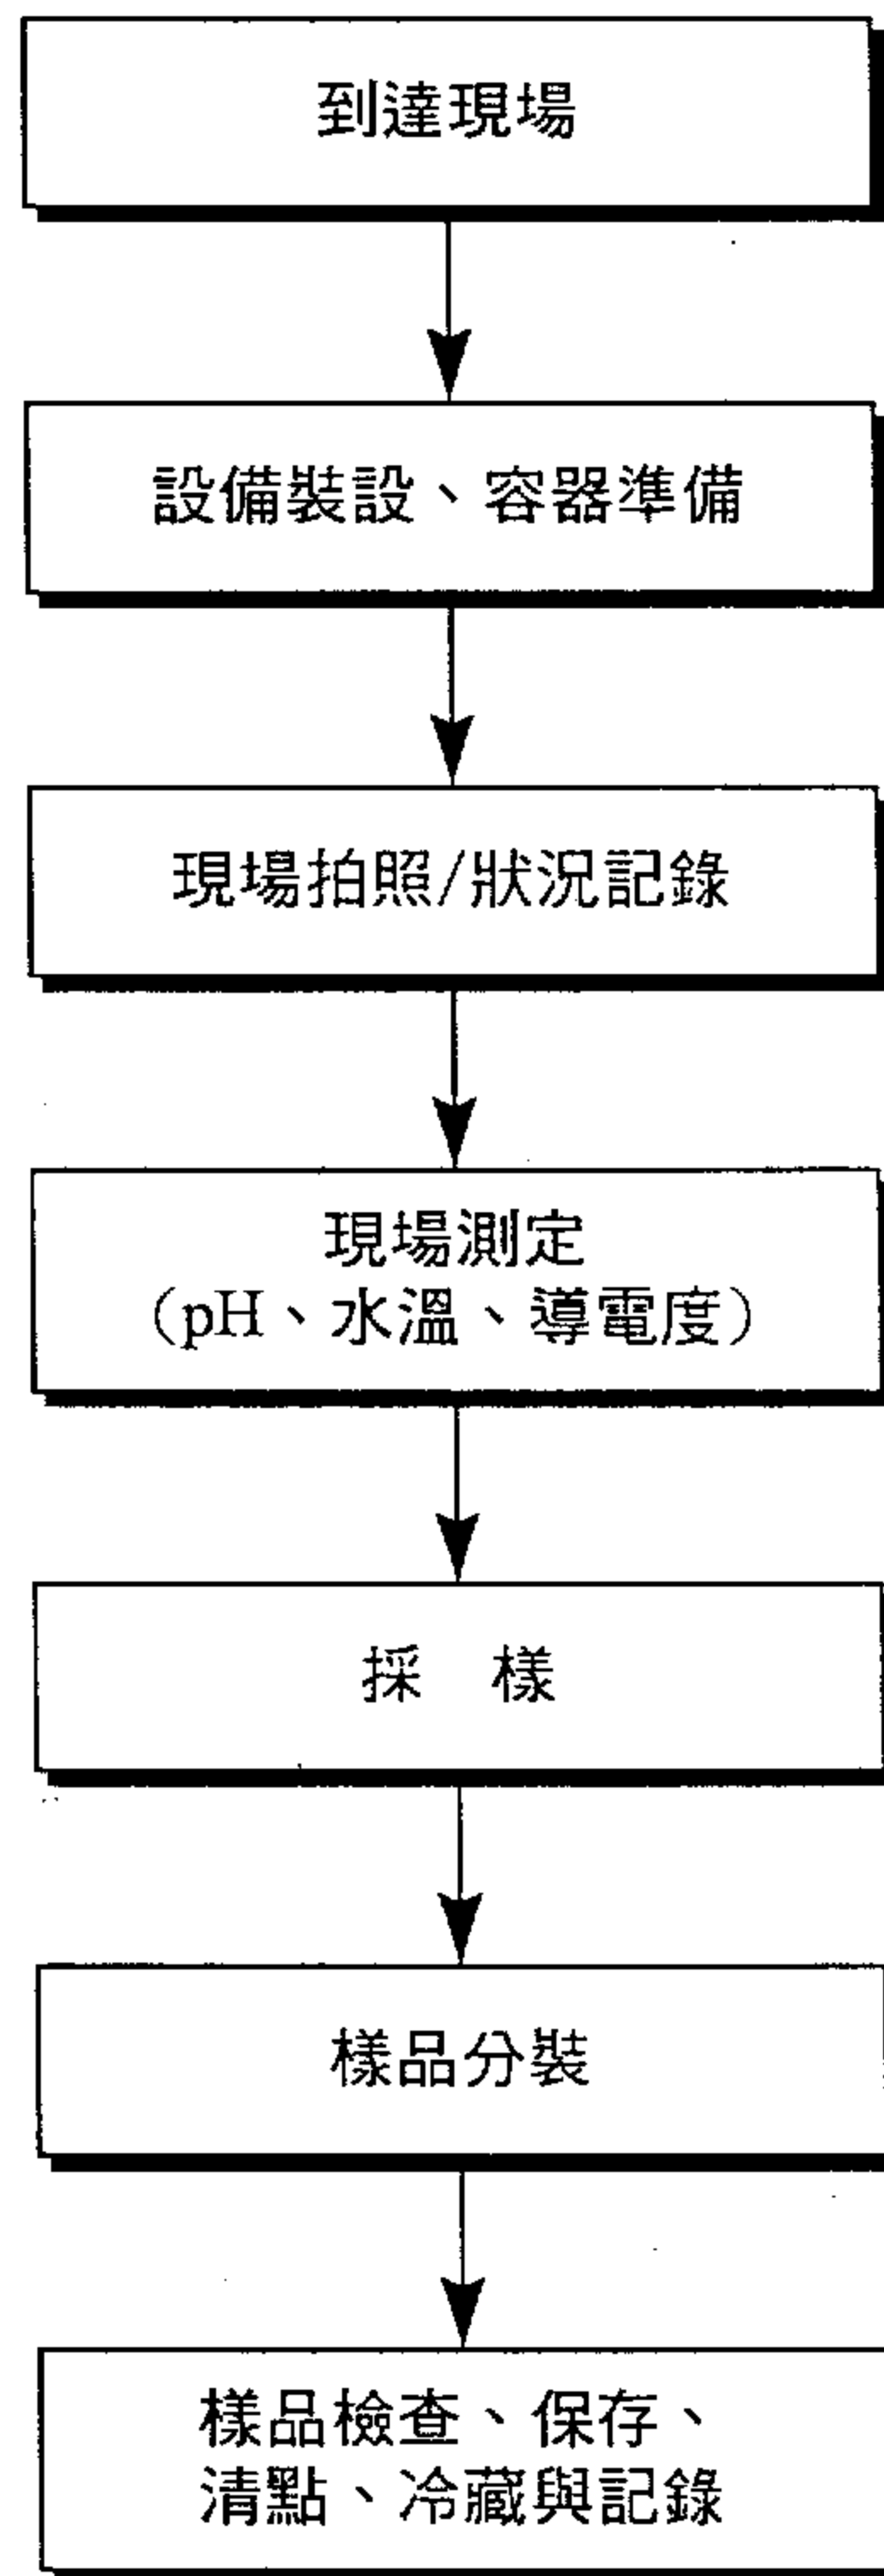 到達現場
設備裝設、容器準備
現場拍照/狀況記錄
現場測定
（pH、水溫、導電度）
採　樣
樣品分裝
樣品檢查、保存、
清點、冷藏與記錄